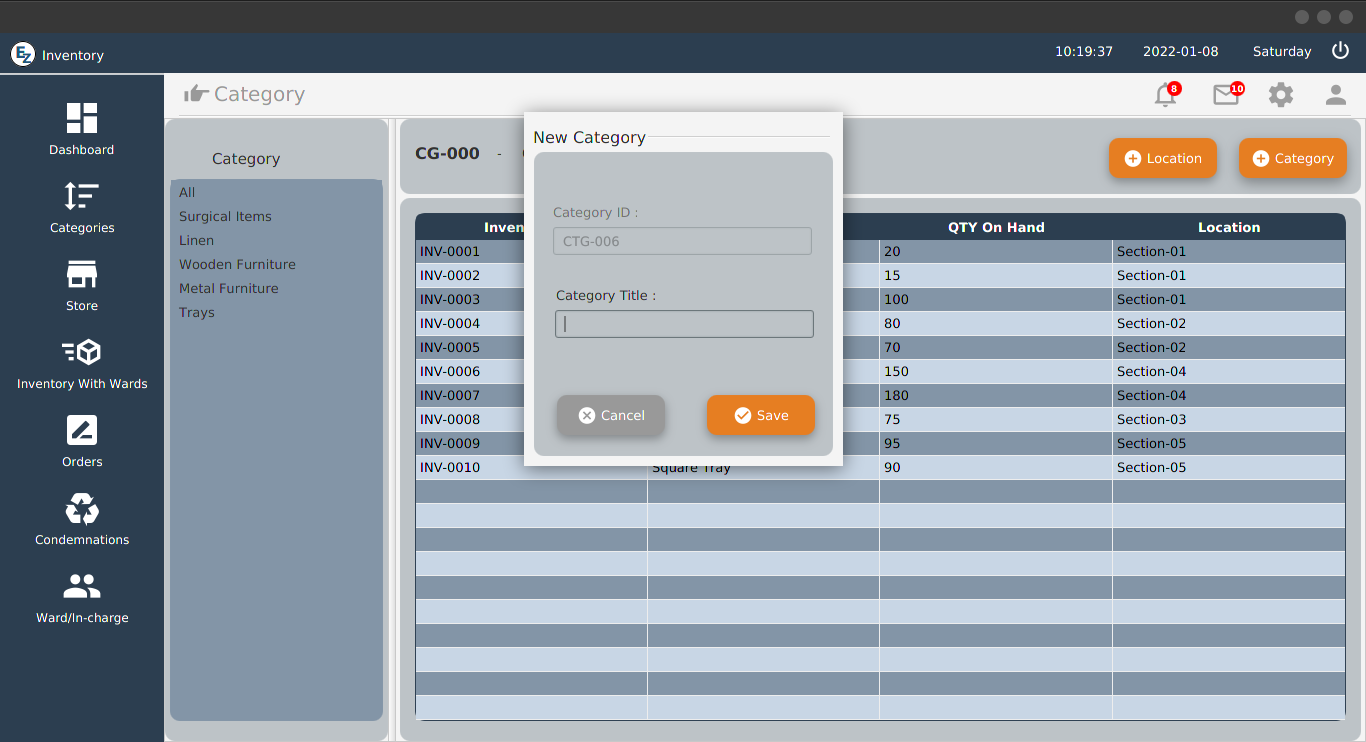 EZ Inventory 10:19:37 2022-01-08 Saturday
Category 8 10
Dashboard
Categories
Store
Inventory With Wards
Orders
Condemnations
Ward/In-charge
Category
All
Surgical Items
Linen
Wooden Furniture
Metal Furniture
Trays
CG-000 -
Location Category
New Category
Category ID :
CTG-006
Category Title :
Cancel Save
QTY On Hand Location
INV-0001 20 Section-01
INV-0002 15 Section-01
INV-0003 100 Section-01
INV-0004 80 Section-02
INV-0005 70 Section-02
INV-0006 150 Section-04
INV-0007 180 Section-04
INV-0008 75 Section-03
INV-0009 95 Section-05
INV-0010 Square Tray 90 Section-05